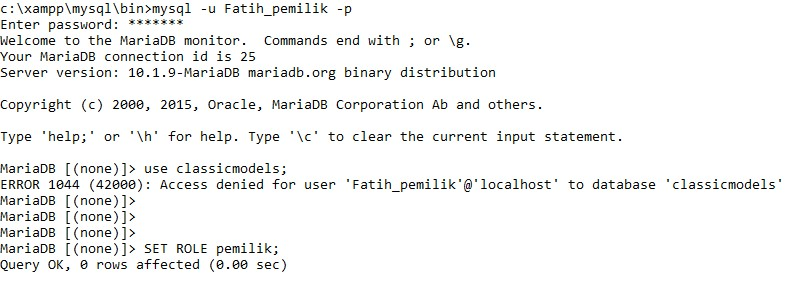 c:\xampp\mysql\bin>mysql -u Fatih_pemilik -p
Enter password: *******
Welcome to the MariaDB monitor.  Commands end with ; or \g.
Your MariaDB connection id is 25
Server version: 10.1.9-MariaDB mariadb.org binary distribution

Copyright (c) 2000, 2015, Oracle, MariaDB Corporation Ab and others.

Type 'help;' or '\h' for help. Type '\c' to clear the current input statement.

MariaDB [(none)]> use classicmodels;
ERROR 1044 (42000): Access denied for user 'Fatih_pemilik'@'localhost' to database 'classicmodels'
MariaDB [(none)]>
MariaDB [(none)]>
MariaDB [(none)]>
MariaDB [(none)]> SET ROLE pemilik;
Query OK, 0 rows affected (0.00 sec)